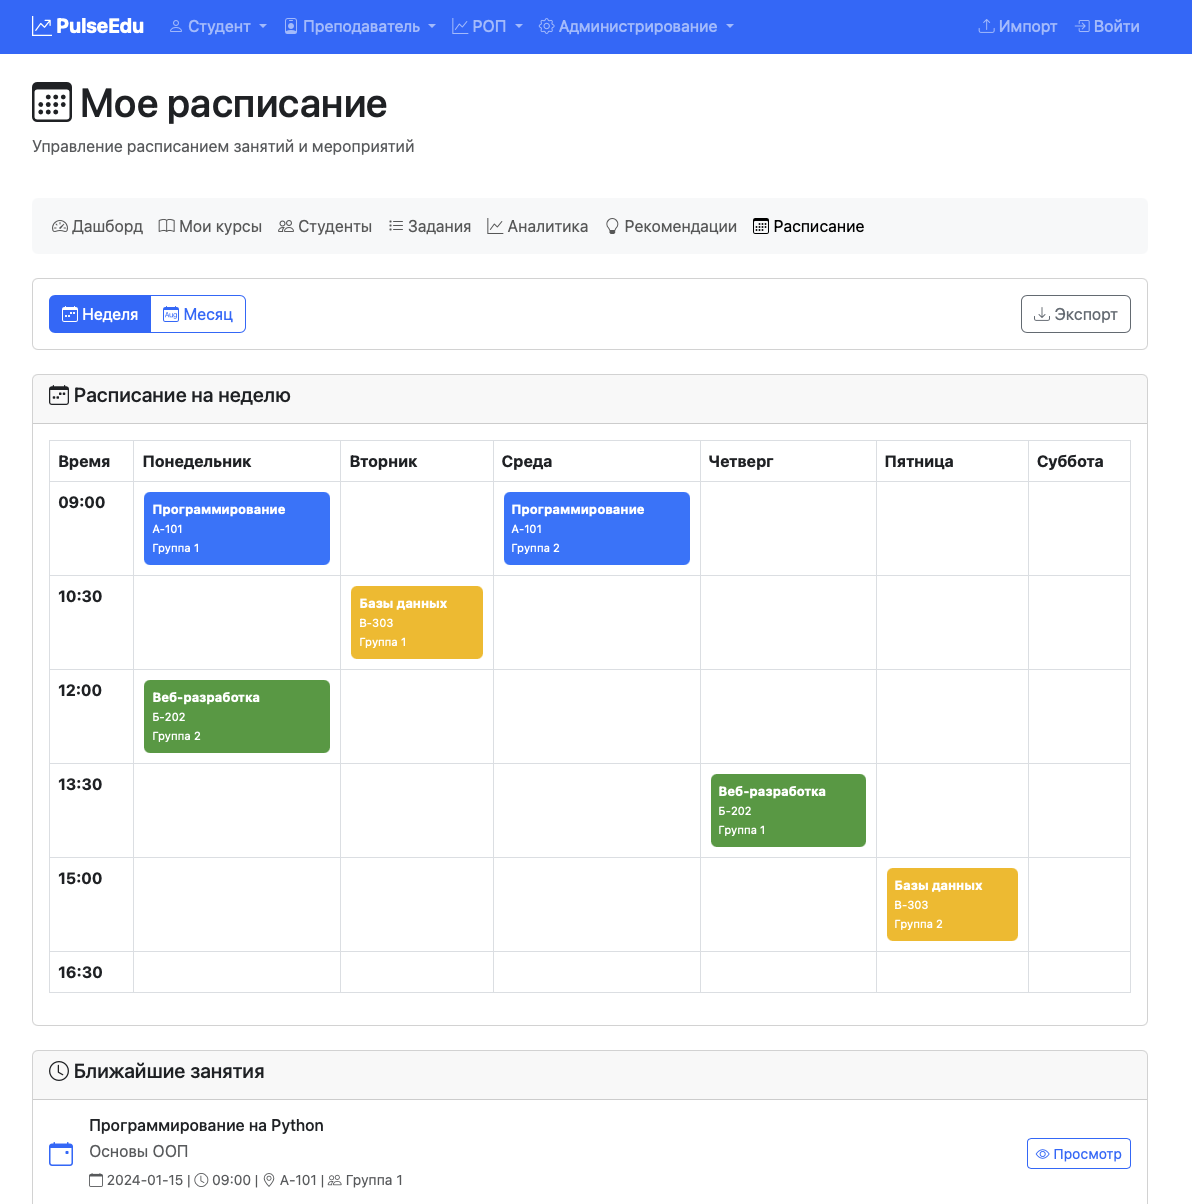 PulseEdu Студент Преподаватель РОП Администрирование Импорт Войти
Мое расписание
Управление расписанием занятий и мероприятий
Дашборд Мои курсы Студенты Задания Аналитика Рекомендации Расписание
Неделя Aug Месяц Экспорт
Расписание на неделю
Время Понедельник Вторник Среда Четверг Пятница Суббота
09:00
Программирование
А-101
Группа 1
Программирование
А-101
Группа 2
10:30
Базы данных
В-303
Группа 1
12:00
Веб-разработка
Б-202
Группа 2
13:30
Веб-разработка
Б-202
Группа 1
15:00
Базы данных
В-303
Группа 2
16:30
Ближайшие занятия
Программирование на Python
Основы ООП
2024-01-15 | 09:00 | А-101 | Группа 1
Просмотр